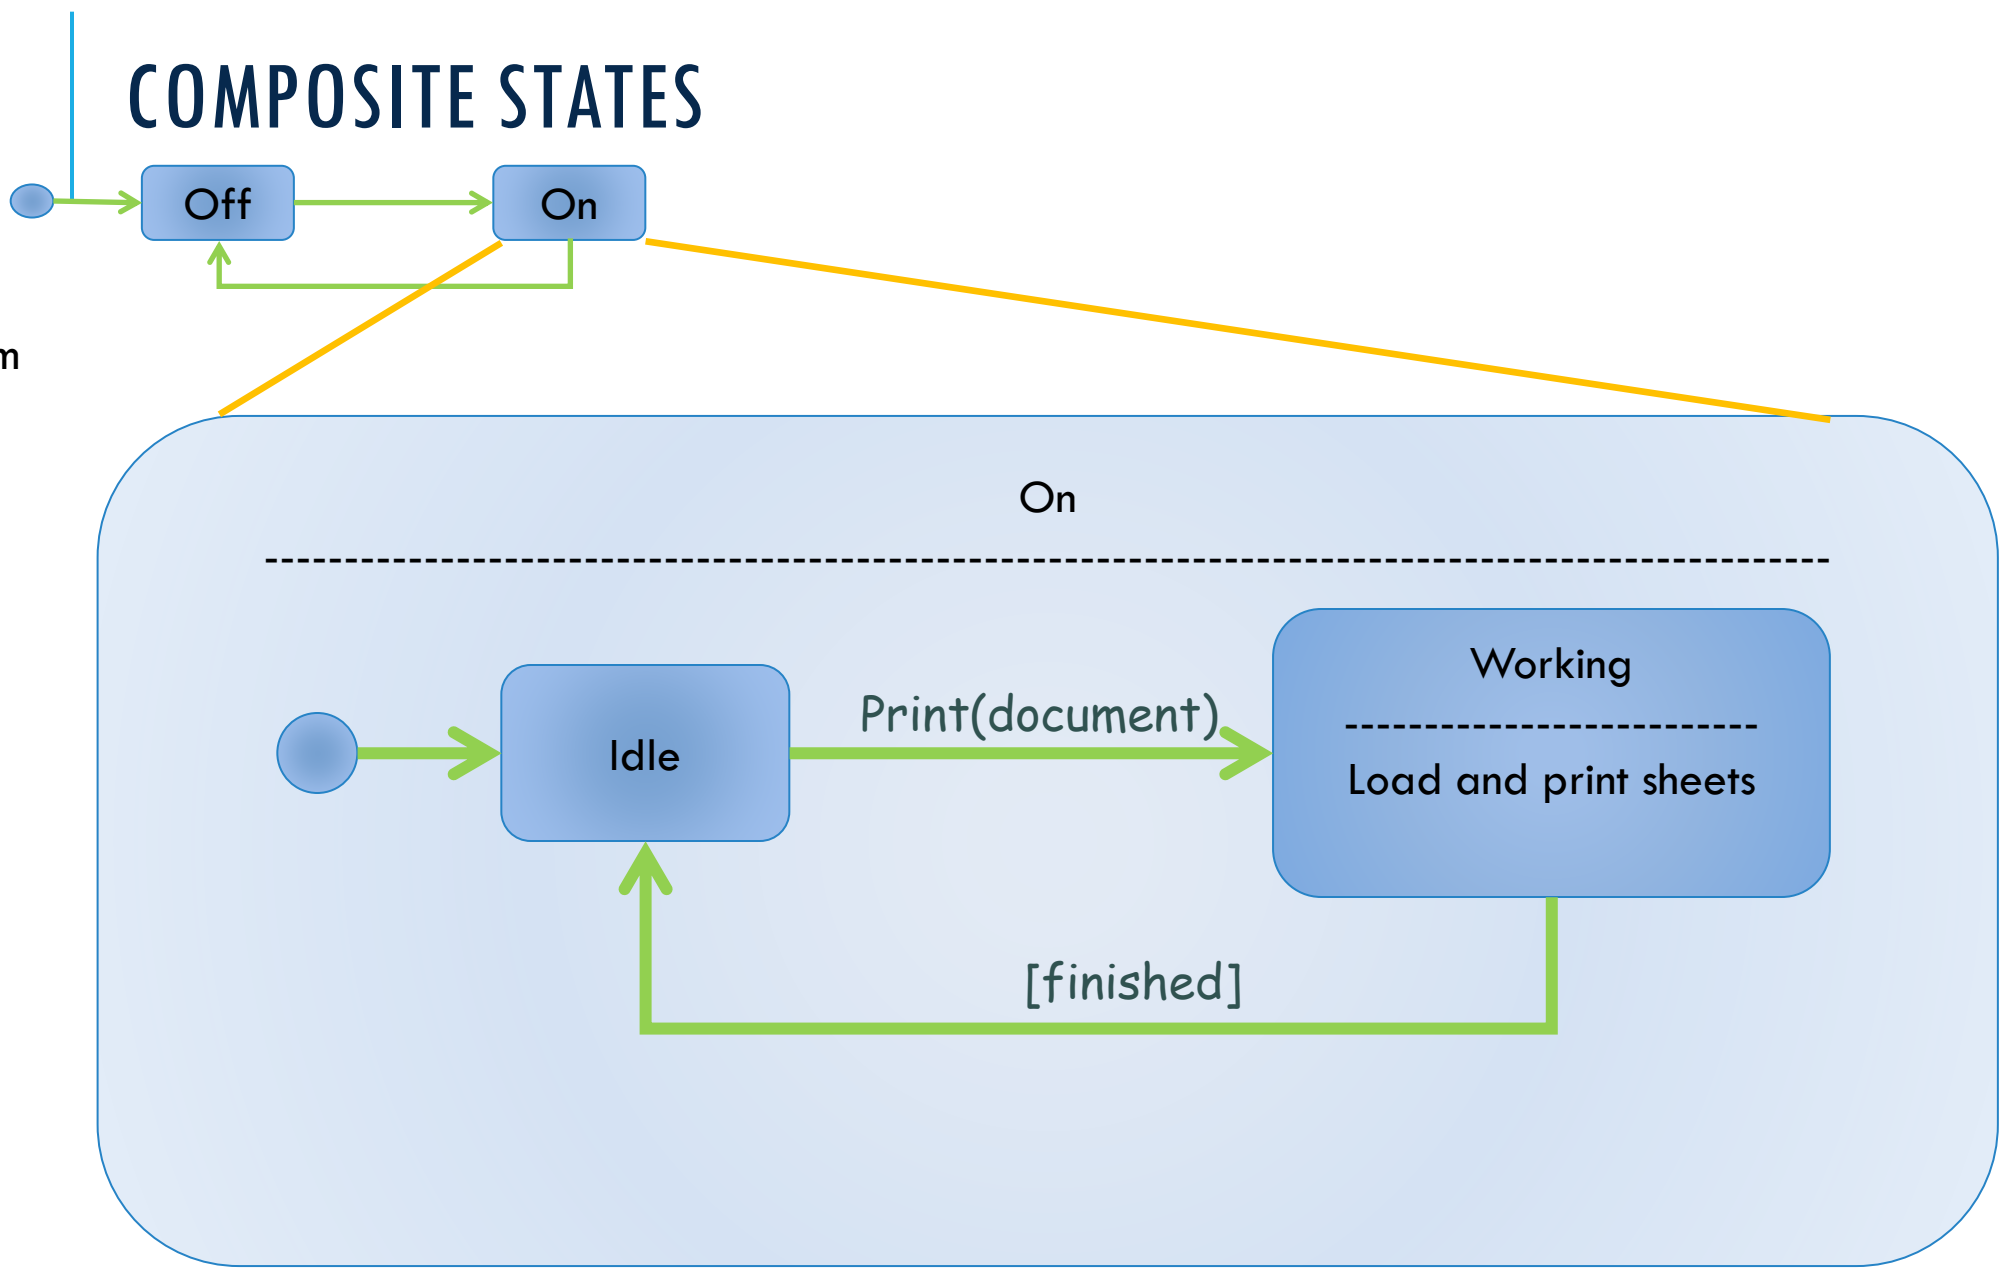 COMPOSITE STATES
Off
On
m
On
Working
Print(document)
Idle
Load and print sheets
[finished]